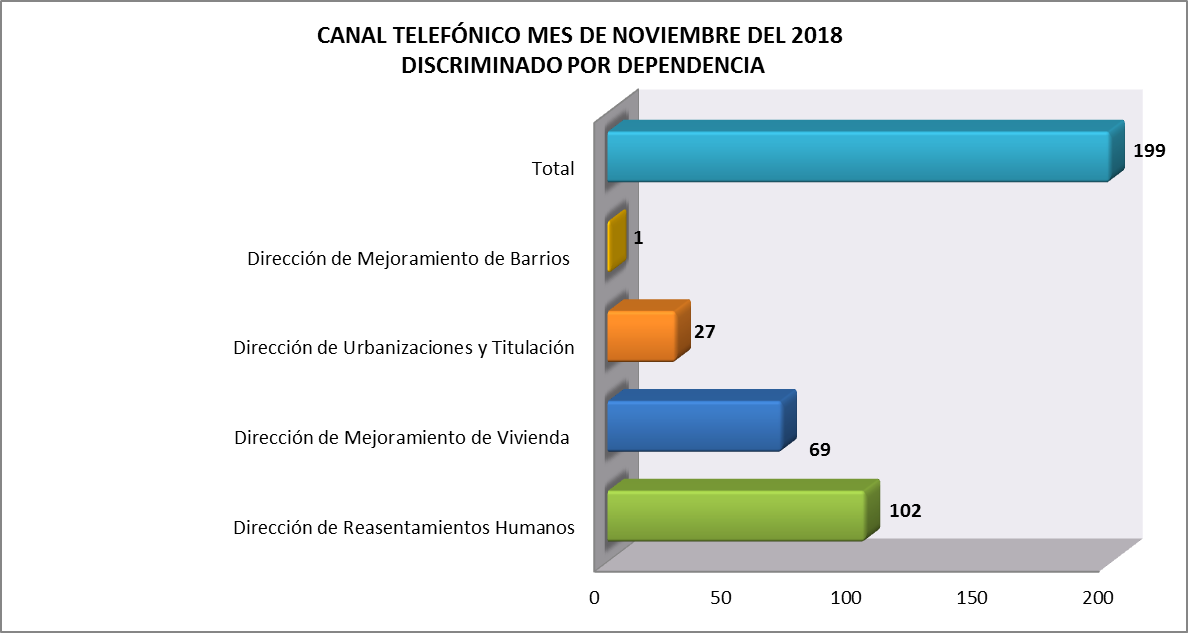 CANAL TELEFÓNICO MES DE NOVIEMBRE DEL 2018
DISCRIMINADO POR DEPENDENCIA
Total
199
Dirección de Mejoramiento de Barrios
1
Dirección de Urbanizaciones y Titulación
27
Dirección de Mejoramiento de Vivienda
69
Dirección de Reasentamientos Humanos
102
0 50 100 150 200